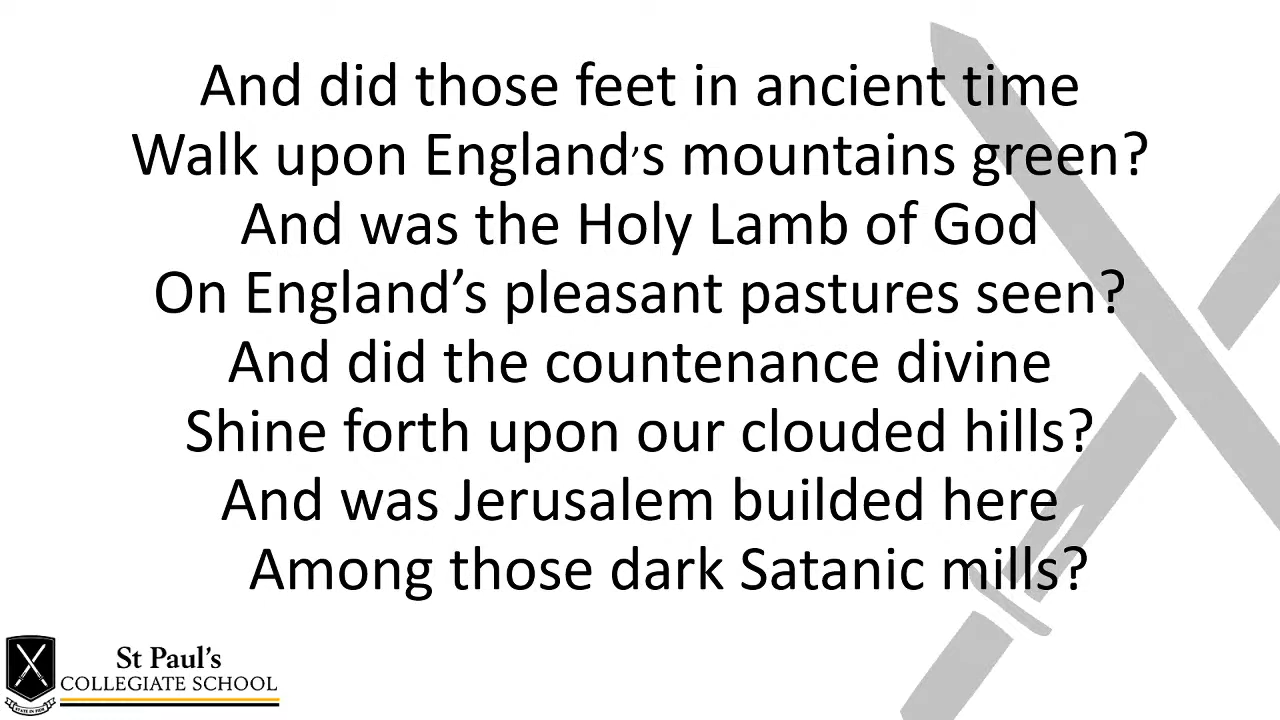 And did those feet in ancient time
Walk upon England’s mountains green?
And was the Holy Lamb of God
On England’s pleasant pastures seen?
And did the countenance divine
Shine forth upon our clouded hills?
And was Jerusalem builded here
Among those dark Satanic mills?
St Paul’s
COLLEGIATE SCHOOL